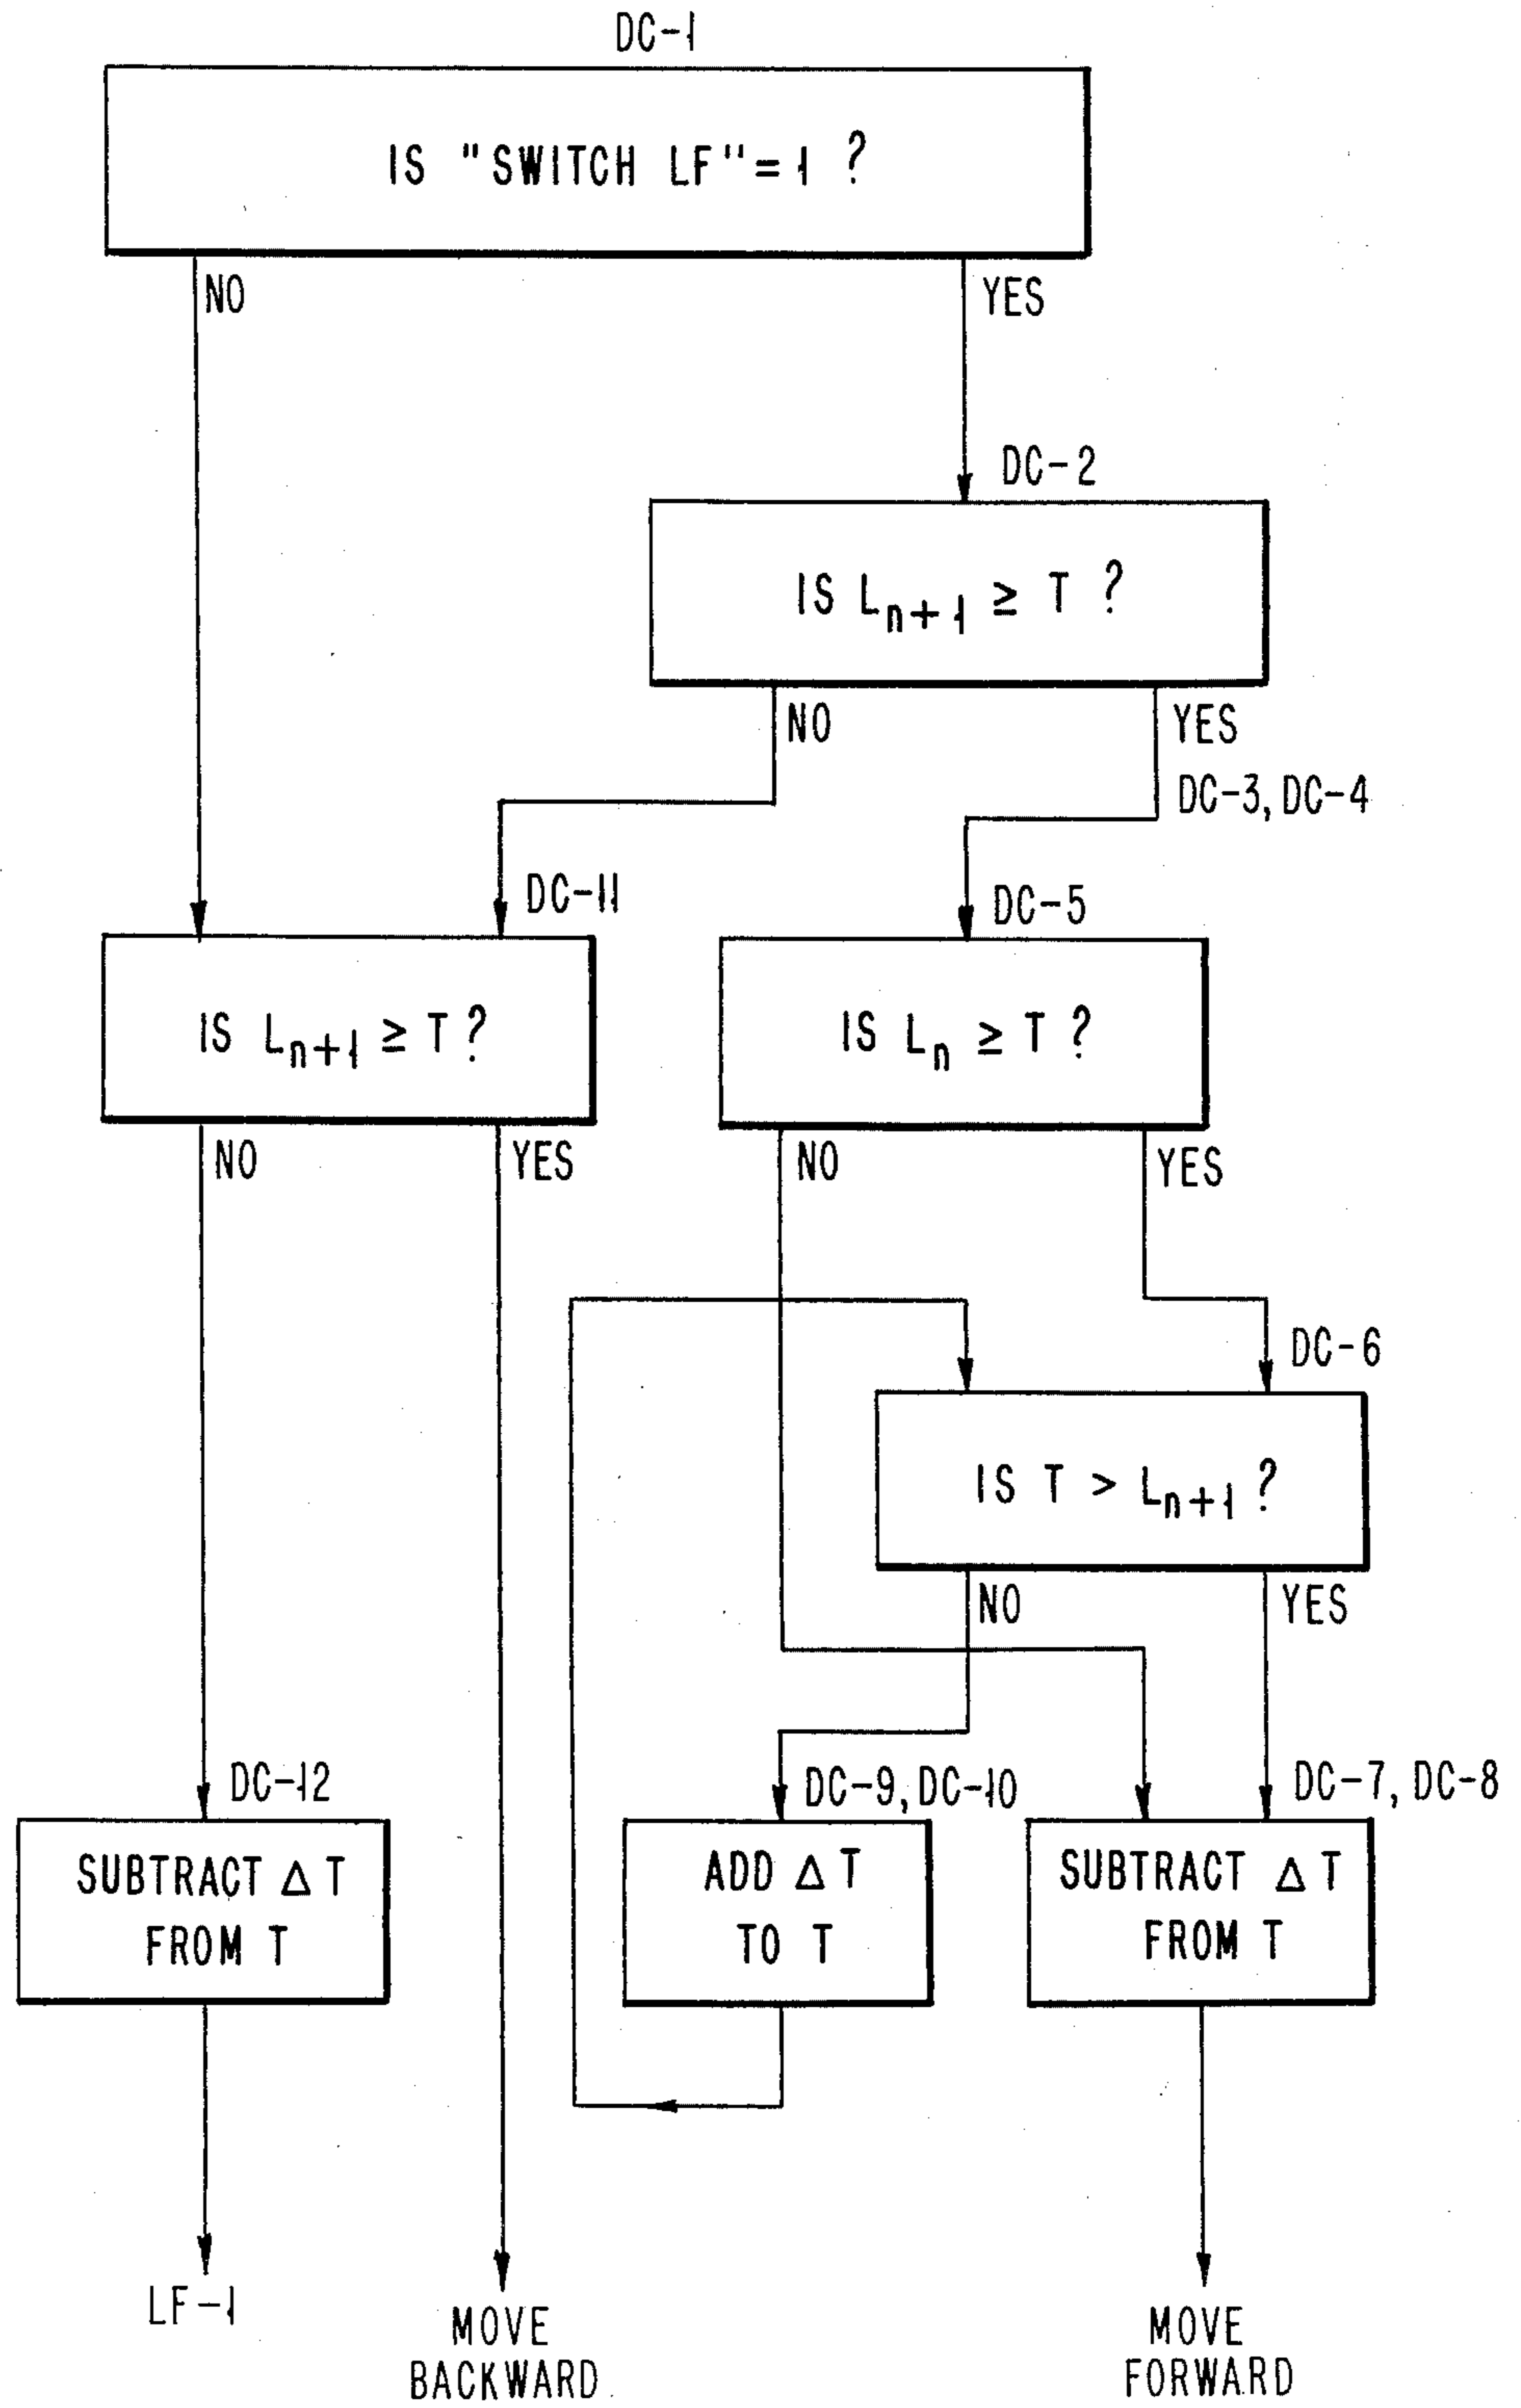 DC-1
IS "SWITCH LF" = 1 ?
NO
YES
DC-2
IS Ln+1 ≥ T ?
NO
YES
DC-3, DC-4
DC-11
DC-5
IS Ln+1 ≥ T ?
IS Ln ≥ T ?
NO
YES
NO
YES
DC-6
IS T > Ln+1 ?
NO
YES
DC-12
DC-9, DC-10
DC-7, DC-8
SUBTRACT Δ T
FROM T
ADD Δ T
TO T
SUBTRACT Δ T
FROM T
LF-1
MOVE
BACKWARD
MOVE
FORWARD